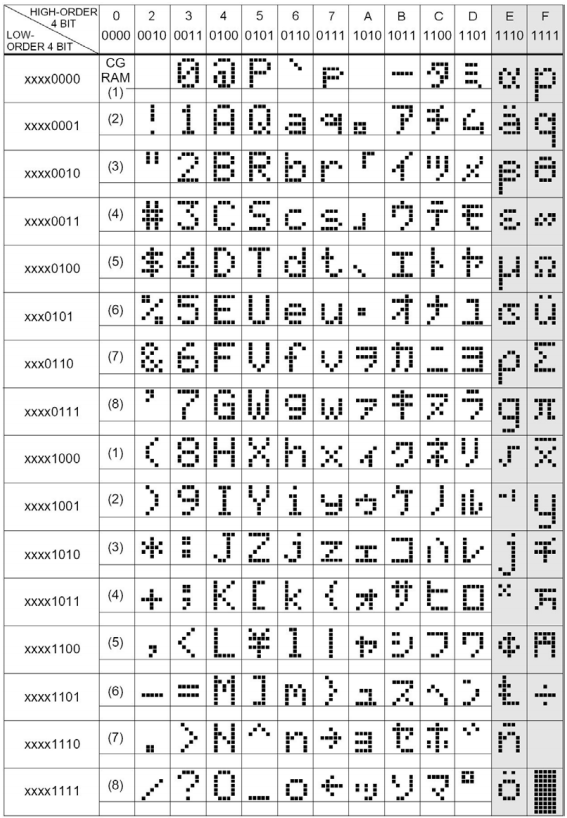 HIGH-ORDER 4 BIT 0 2 3 4 5 6 7 A B C D E F
LOW-ORDER 4 BIT 0000 0010 0011 0100 0101 0110 0111 1010 1011 1100 1101 1110 1111
xxxx0000 CG RAM (1) 0 @ P ` p ー タ ミ α p
xxxx0001 (2) ! 1 A Q a q 。 ア チ ム ä q
xxxx0010 (3) " 2 B R b r 「 イ ツ メ β θ
xxxx0011 (4) # 3 C S c s 」 ウ テ モ ε ∞
xxxx0100 (5) $ 4 D T d t 、 エ ト ヤ μ Ω
xxx0101 (6) % 5 E U e u ・ オ ナ ユ σ ü
xxx0110 (7) & 6 F V f v ヲ カ ニ ヨ ρ Σ
xxxx0111 (8) ' 7 G W g w ァ キ ヌ ラ g π
xxxx1000 (1) ( 8 H X h x ィ ク ネ リ √ x̄
xxxx1001 (2) ) 9 I Y i y ゥ ケ ノ ル ⁻¹ y
xxxx1010 (3) * : J Z j z ェ コ ハ レ j 千
xxxx1011 (4) + ; K [ k { ォ サ ヒ ロ ˣ 万
xxxx1100 (5) , < L ¥ l | ャ シ フ ワ ¢ 円
xxxx1101 (6) - = M ] m } ュ ス ヘ ン £ ÷
xxxx1110 (7) . > N ^ n → ョ セ ホ ゛ ñ
xxxx1111 (8) / ? O _ o ← ッ ソ マ ゜ ö █